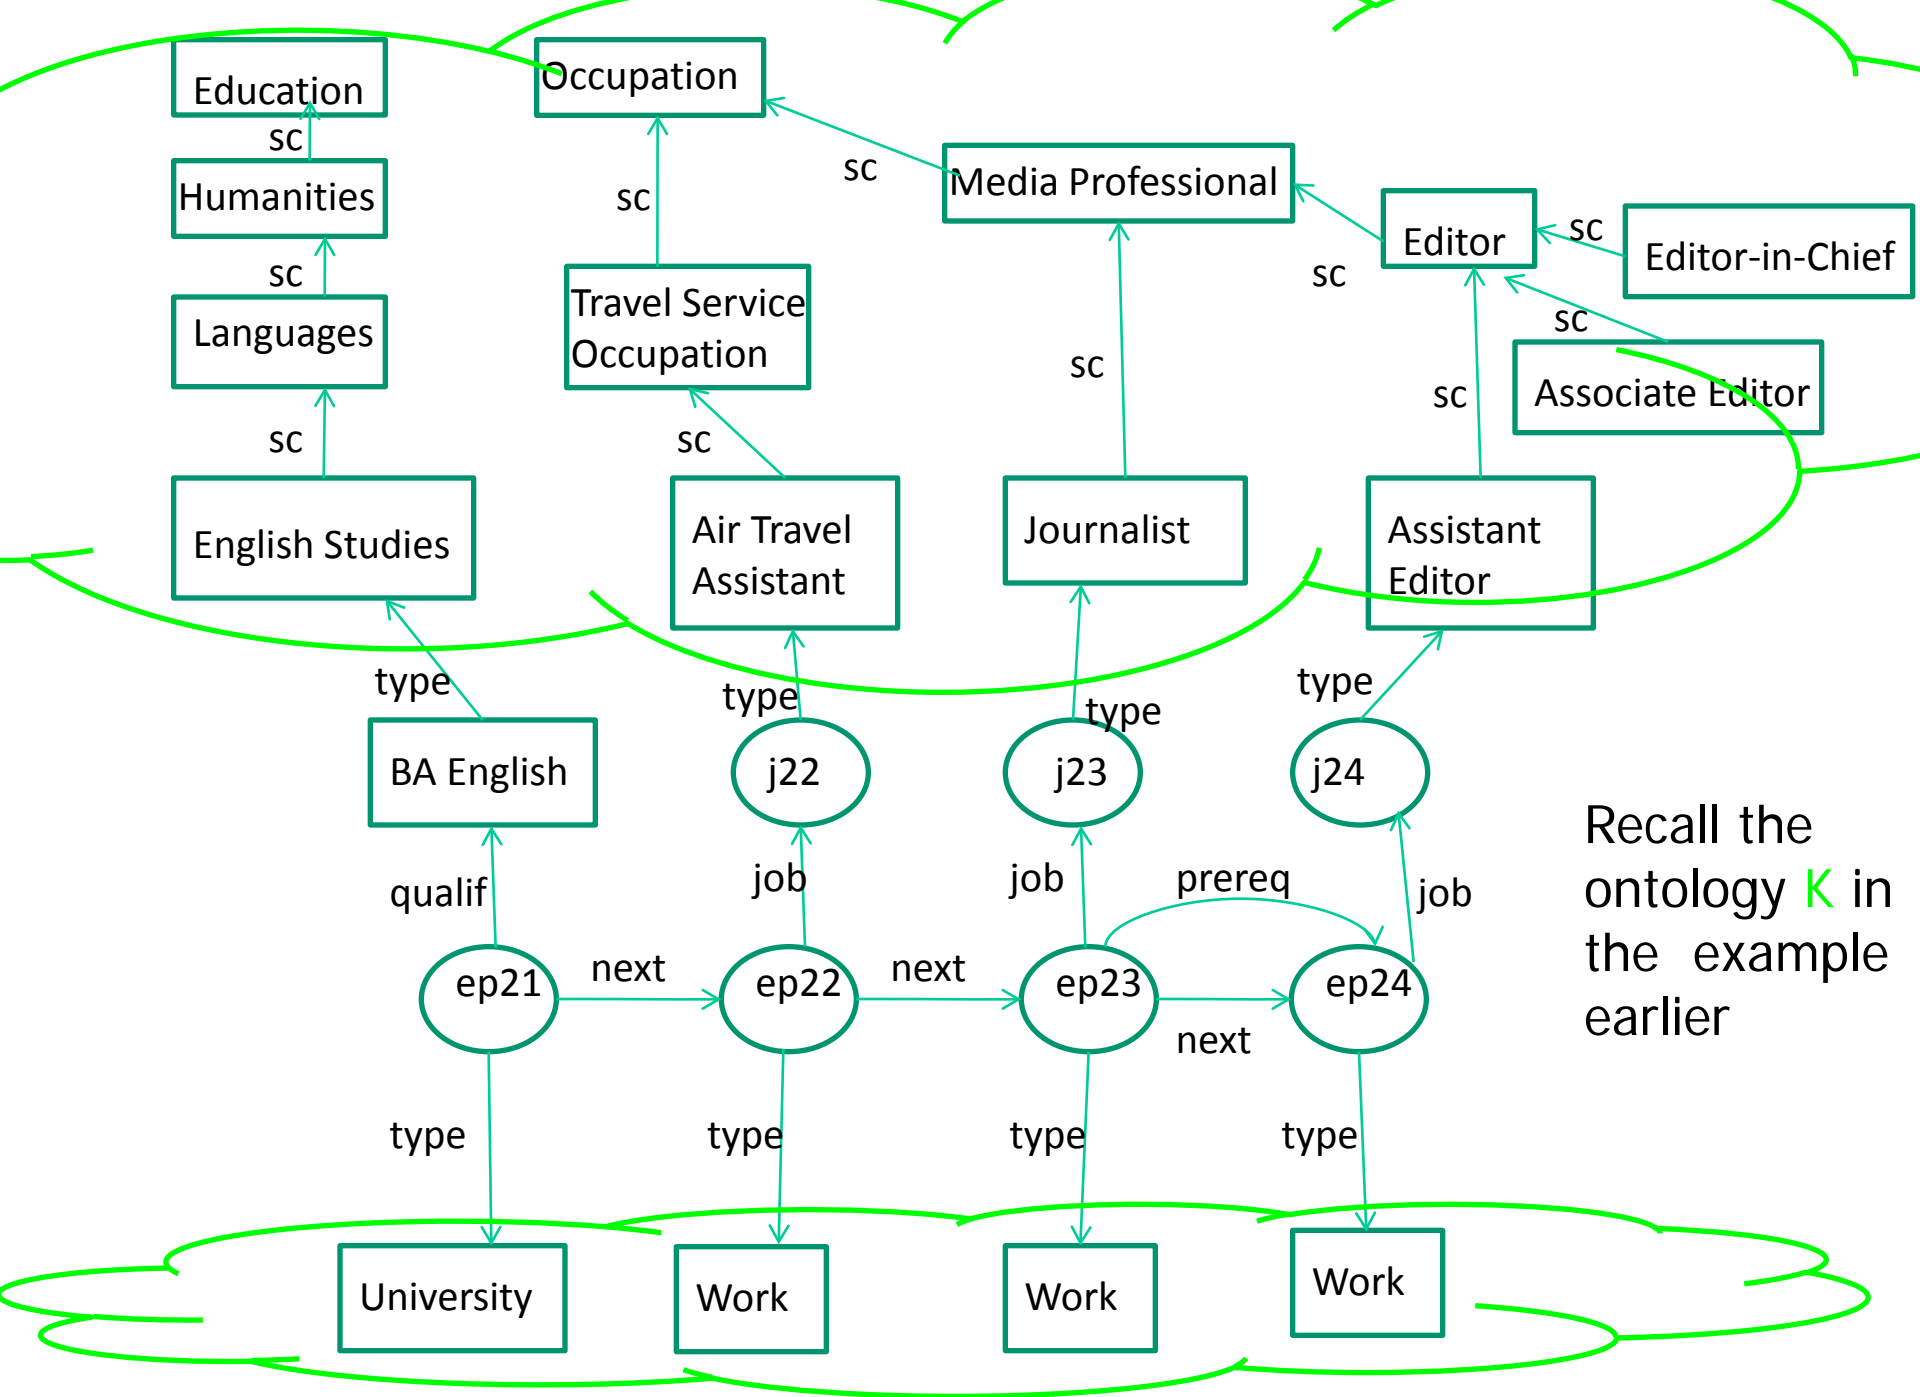 Education
Occupation
sc
sc
Media Professional
Humanities
sc
Editor
sc
Editor-in-Chief
sc
sc
Travel Service
Occupation
Languages
sc
sc
sc
Associate Editor
sc
sc
English Studies
Air Travel
Assistant
Journalist
Assistant
Editor
type
type
type
type
BA English
j22
j23
j24
Recall the
ontology K in
the example
earlier
qualif
job
job
prereq
job
ep21
next
ep22
next
ep23
next
ep24
type
type
type
type
University
Work
Work
Work